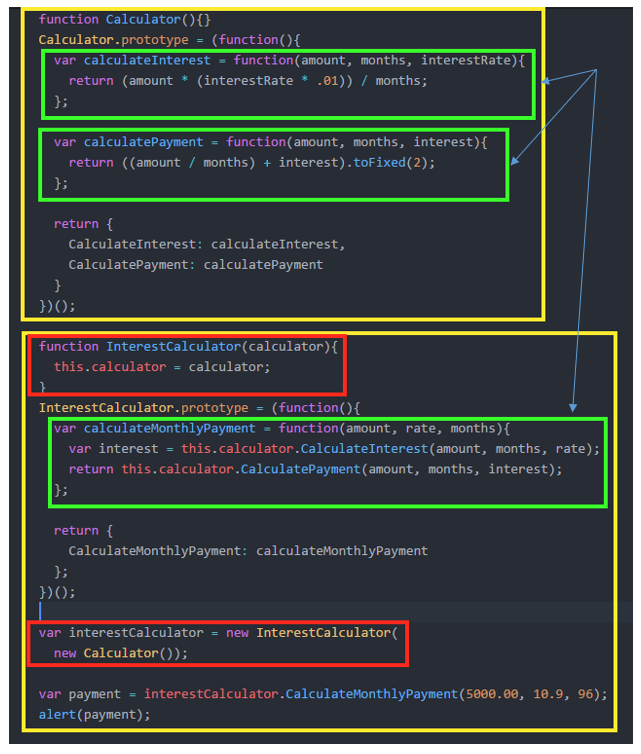 function Calculator(){}
Calculator.prototype = (function(){
  var calculateInterest = function(amount, months, interestRate){
    return (amount * (interestRate * .01)) / months;
  };

  var calculatePayment = function(amount, months, interest){
    return ((amount / months) + interest).toFixed(2);
  };

  return {
    CalculateInterest: calculateInterest,
    CalculatePayment: calculatePayment
  }
})();

function InterestCalculator(calculator){
  this.calculator = calculator;
}
InterestCalculator.prototype = (function(){
  var calculateMonthlyPayment = function(amount, rate, months){
    var interest = this.calculator.CalculateInterest(amount, months, rate);
    return this.calculator.CalculatePayment(amount, months, interest);
  };

  return {
    CalculateMonthlyPayment: calculateMonthlyPayment
  };
})();

var interestCalculator = new InterestCalculator(
  new Calculator());

var payment = interestCalculator.CalculateMonthlyPayment(5000.00, 10.9, 96);
alert(payment);